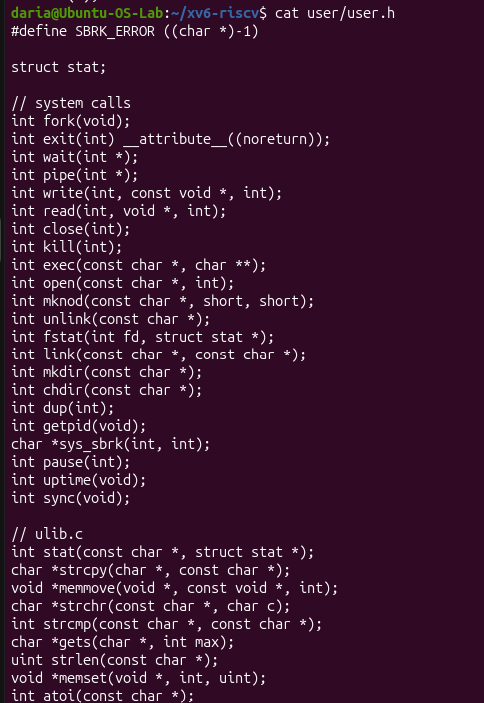 daria@Ubuntu-OS-Lab:~/xv6-riscv$ cat user/user.h
#define SBRK_ERROR ((char *)-1)
struct stat;
// system calls
int fork(void);
int exit(int) __attribute__((noreturn));
int wait(int *);
int pipe(int *);
int write(int, const void *, int);
int read(int, void *, int);
int close(int);
int kill(int);
int exec(const char *, char **);
int open(const char *, int);
int mknod(const char *, short, short);
int unlink(const char *);
int fstat(int fd, struct stat *);
int link(const char *, const char *);
int mkdir(const char *);
int chdir(const char *);
int dup(int);
int getpid(void);
char *sys_sbrk(int, int);
int pause(int);
int uptime(void);
int sync(void);
// ulib.c
int stat(const char *, struct stat *);
char *strcpy(char *, const char *);
void *memmove(void *, const void *, int);
char *strchr(const char *, char c);
int strcmp(const char *, const char *);
char *gets(char *, int max);
uint strlen(const char *);
void *memset(void *, int, uint);
int atoi(const char *);